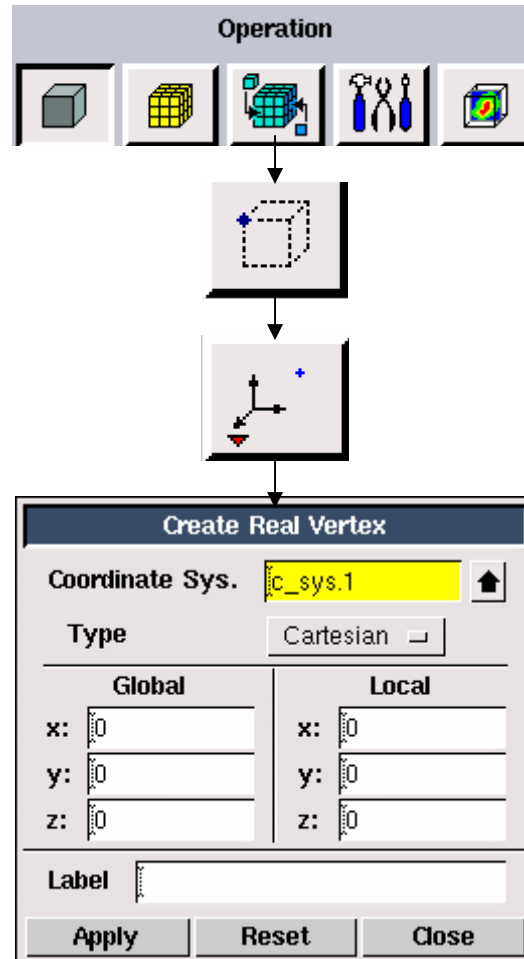 Operation
Create Real Vertex
Coordinate Sys. c_sys.1
Type Cartesian
Global Local
x: 0 x: 0
y: 0 y: 0
z: 0 z: 0
Label
Apply Reset Close